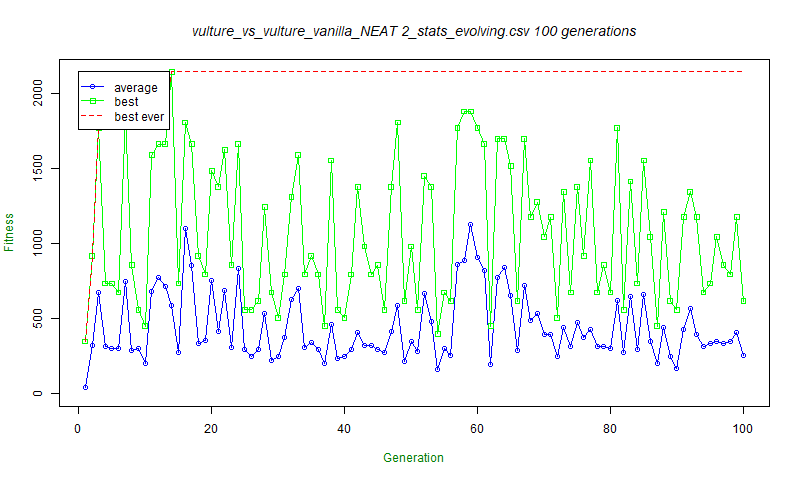 vulture_vs_vulture_vanilla_NEAT 2_stats_evolving.csv 100 generations
average
best
best ever
Fitness
2000
1500
1000
500
0
0 20 40 60 80 100
Generation